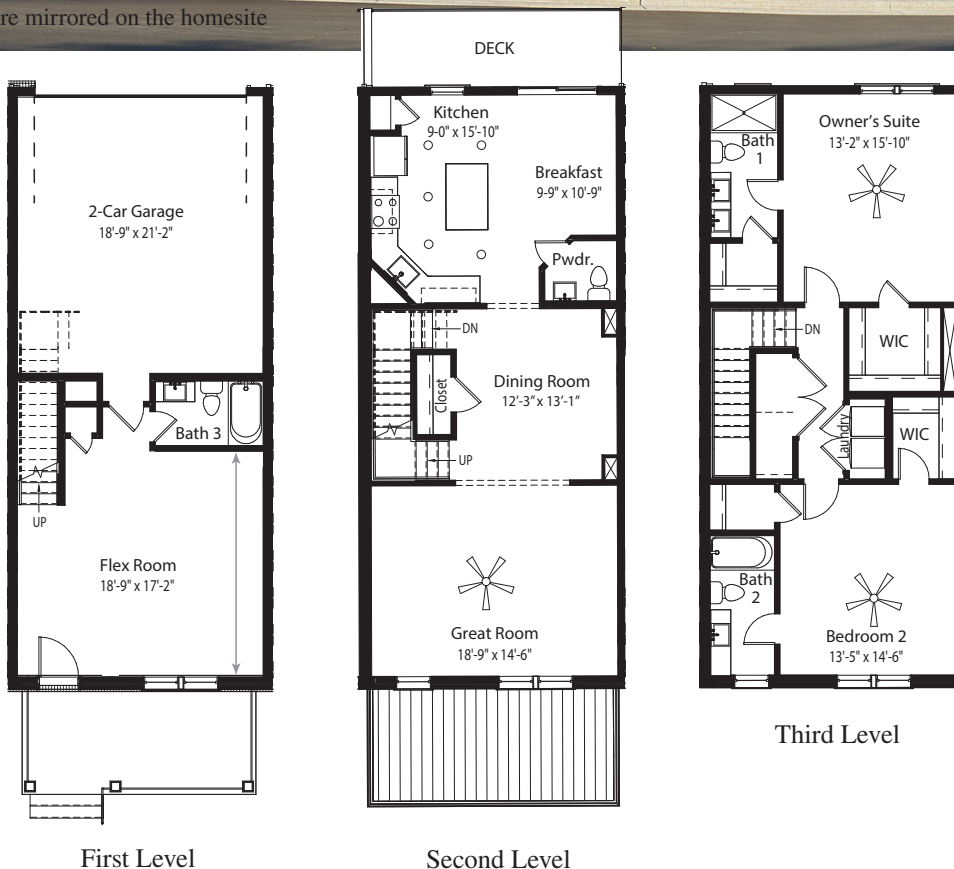 re mirrored on the homesite
2-Car Garage
18'-9" x 21'-2"
Bath 3
UP
Flex Room
18'-9" x 17'-2"
First Level
DECK
Kitchen
9-0" x 15'-10"
Breakfast
9-9" x 10'-9"
Pwdr.
DN
Closet
Dining Room
12'-3" x 13'-1"
UP
Great Room
18'-9" x 14'-6"
Second Level
Bath
1
Owner's Suite
13'-2" x 15'-10"
DN
WIC
Laundry
WIC
Bath
2
Bedroom 2
13'-5" x 14'-6"
Third Level